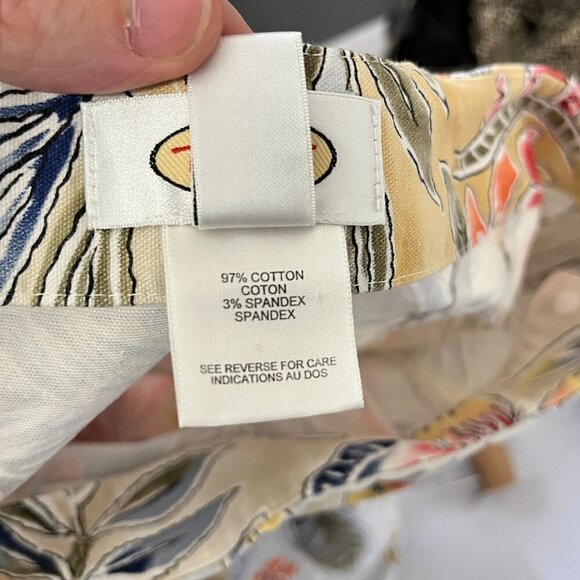 97% COTTON
COTON
3% SPANDEX
SPANDEX
SEE REVERSE FOR CARE
INDICATIONS AU DOS